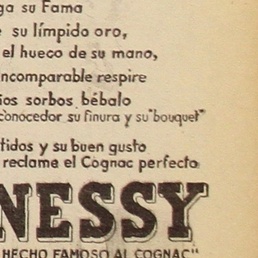 ga su Fama
su límpido oro,
el hueco de su mano,
incomparable respire
ños sorbos, bébalo
conocedor su finura y su "bouquet"
tidos y su buen gusto
reclame el Cognac perfecto
NESSY
HECHO FAMOSO AL COGNAC"